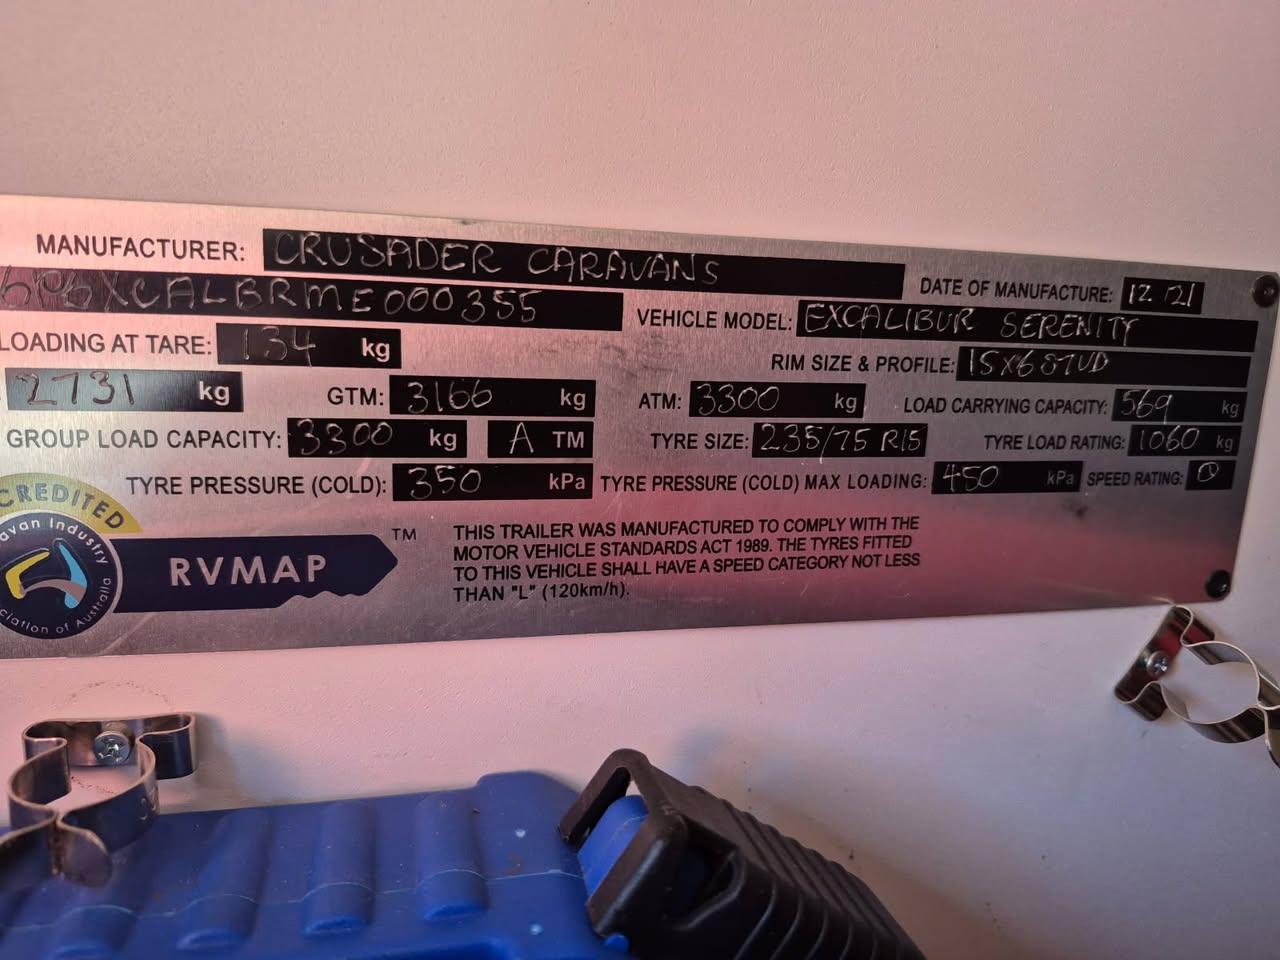 MANUFACTURER: CRUSADER CARAVANS
DATE OF MANUFACTURE: 12 21
6P6XCALBRME000355
VEHICLE MODEL: EXCALIBUR SERENITY
LOADING AT TARE: 134 kg
RIM SIZE & PROFILE: 15X6 6STUD
2731 kg GTM: 3166 kg ATM: 3300 kg LOAD CARRYING CAPACITY: 569 kg
GROUP LOAD CAPACITY: 3300 kg A TM TYRE SIZE: 235/75 R15 TYRE LOAD RATING: 1060 kg
TYRE PRESSURE (COLD): 350 kPa TYRE PRESSURE (COLD) MAX LOADING: 450 kPa SPEED RATING: Q
CREDITED
avan Industry
ciation of Australia
RVMAP TM
THIS TRAILER WAS MANUFACTURED TO COMPLY WITH THE
MOTOR VEHICLE STANDARDS ACT 1989. THE TYRES FITTED
TO THIS VEHICLE SHALL HAVE A SPEED CATEGORY NOT LESS
THAN "L" (120km/h).